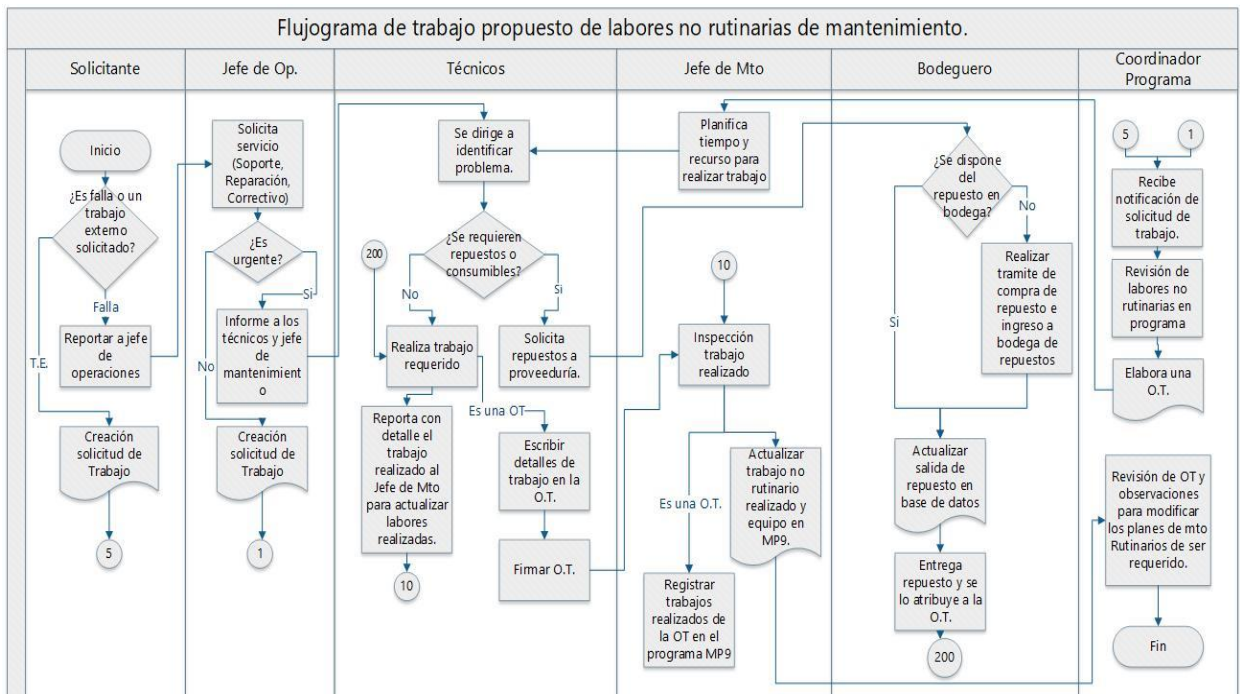 Flujograma de trabajo propuesto de labores no rutinarias de mantenimiento.
Solicitante
Jefe de Op.
Técnicos
Jefe de Mto
Bodeguero
Coordinador
Programa
Inicio
¿Es falla o un
trabajo
externo
solicitado?
Falla
T.E.
Reportar a jefe
de
operaciones
Creación
solicitud de
Trabajo
5
Solicita
servicio
(Soporte,
Reparación,
Correctivo)
¿Es
urgente?
Si
No
Informe a los
técnicos y jefe
de
mantenimient
o
Creación
solicitud de
Trabajo
1
Se dirige a
identificar
problema.
¿Se requieren
repuestos o
consumibles?
200
No
Si
Realiza trabajo
requerido
Solicita
repuestos a
proveeduría.
Es una OT
Reporta con
detalle el
trabajo
realizado al
Jefe de Mto
para actualizar
labores
realizadas.
10
Escribir
detalles de
trabajo en la
O.T.
Firmar O.T.
Planifica
tiempo y
recurso para
realizar trabajo
10
Inspección
trabajo
realizado
Es una O.T.
Actualizar
trabajo no
rutinario
realizado y
equipo en
MP9.
Registrar
trabajos
realizados de
la OT en el
programa MP9
¿Se dispone
del
repuesto en
bodega?
No
Si
Realizar
tramite de
compra de
repuesto e
ingreso a
bodega de
repuestos
Actualizar
salida de
repuesto en
base de datos
Entrega
repuesto y se
lo atribuye a la
O.T.
200
5
1
Recibe
notificación de
solicitud de
trabajo.
Revisión de
labores no
rutinarias en
programa
Elabora una
O.T.
Revisión de OT y
observaciones
para modificar
los planes de mto
Rutinarios de ser
requerido.
Fin